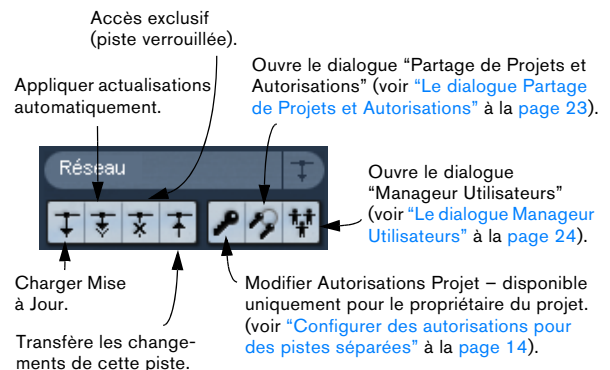 Accès exclusif
(piste verrouillée).
Ouvre le dialogue “Partage de Projets et
Autorisations” (voir “Le dialogue Partage
de Projets et Autorisations” à la page 23).
Appliquer actualisations
automatiquement.
Réseau
Ouvre le dialogue
“Manageur Utilisateurs”
(voir “Le dialogue Manageur
Utilisateurs” à la page 24).
Charger Mise
à Jour.
Modifier Autorisations Projet – disponible
uniquement pour le propriétaire du projet.
(voir “Configurer des autorisations pour
des pistes séparées” à la page 14).
Transfère les change-
ments de cette piste.